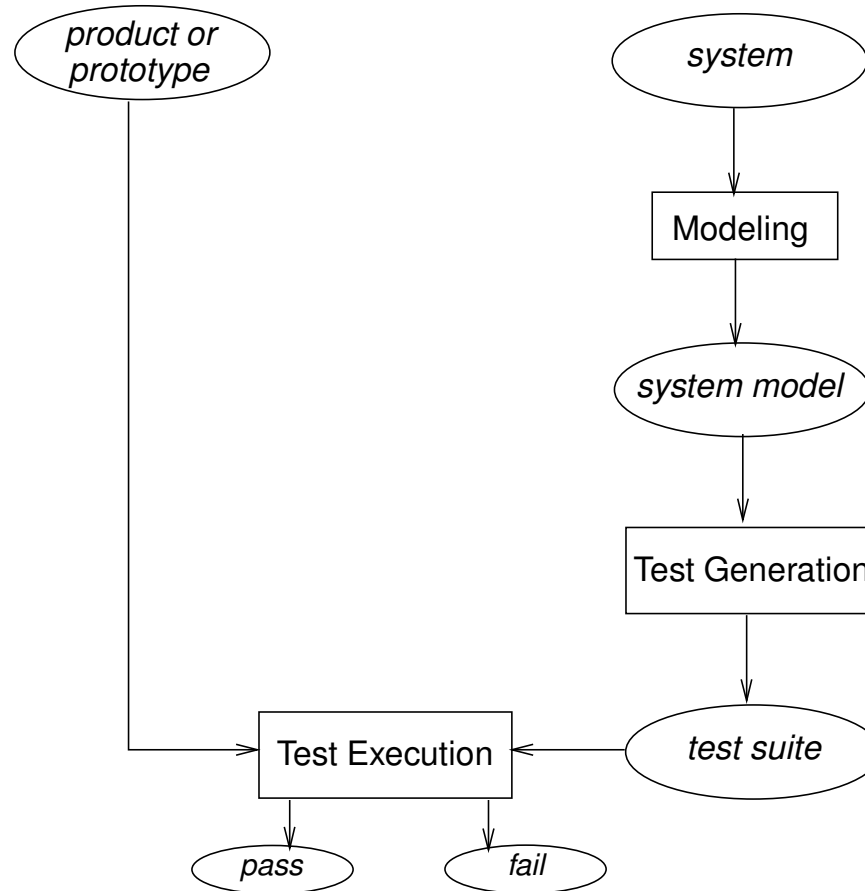 product or
prototype
system
Modeling
system model
Test Generation
test suite
Test Execution
pass
fail